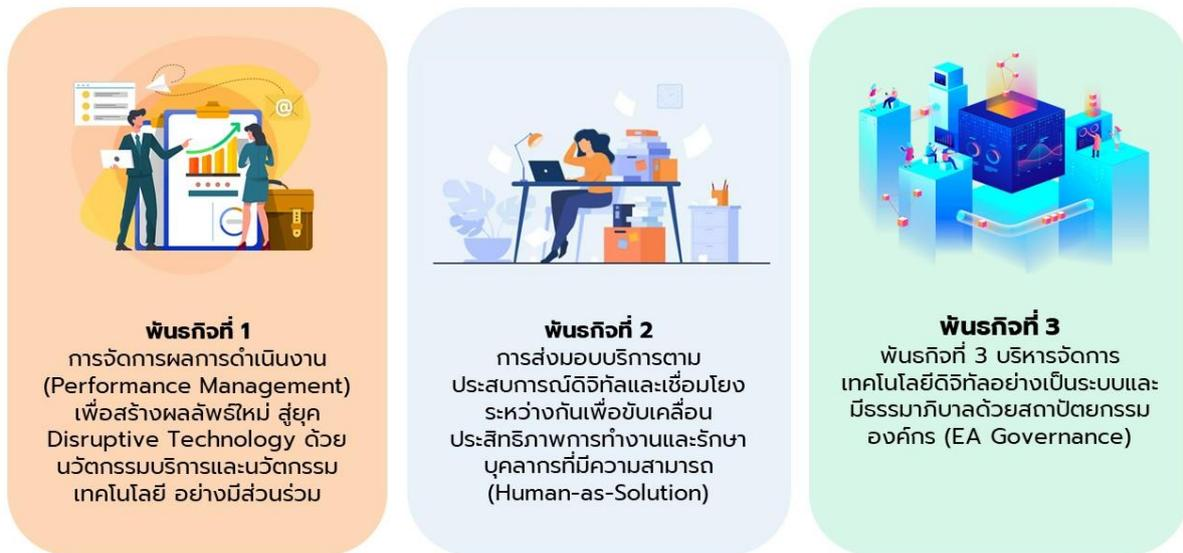 พันธกิจที่ 1
การจัดการผลการดำเนินงาน
(Performance Management)
เพื่อสร้างผลลัพธ์ใหม่ สู่ยุค
Disruptive Technology ด้วย
นวัตกรรมบริการและนวัตกรรม
เทคโนโลยี อย่างมีส่วนร่วม
พันธกิจที่ 2
การส่งมอบบริการตาม
ประสบการณ์ดิจิทัลและเชื่อมโยง
ระหว่างกันเพื่อขับเคลื่อน
ประสิทธิภาพการทำงานและรักษา
บุคลากรที่มีความสามารถ
(Human-as-Solution)
พันธกิจที่ 3
พันธกิจที่ 3 บริหารจัดการ
เทคโนโลยีดิจิทัลอย่างเป็นระบบและ
มีธรรมาภิบาลด้วยสถาปัตยกรรม
องค์กร (EA Governance)